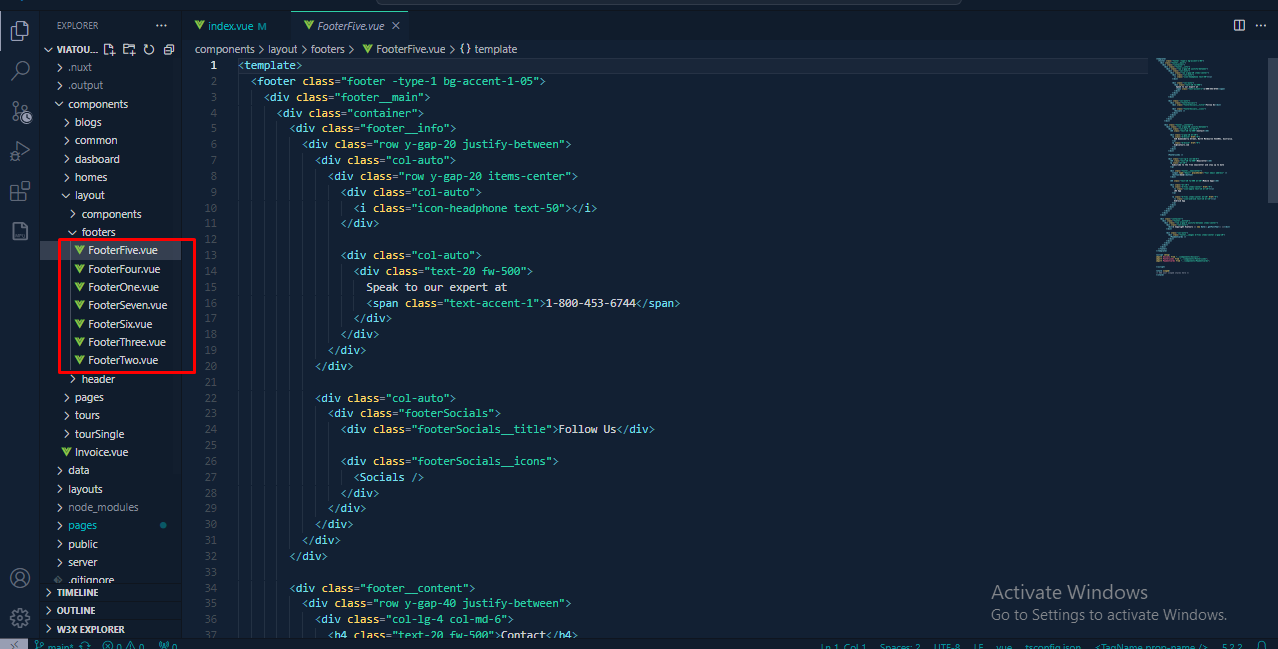 EXPLORER
index.vue M
FooterFive.vue
VIATOU...
components > layout > footers > FooterFive.vue > {} template
.nuxt
.output
components
blogs
common
dasboard
homes
layout
components
footers
FooterFive.vue
FooterFour.vue
FooterOne.vue
FooterSeven.vue
FooterSix.vue
FooterThree.vue
FooterTwo.vue
header
pages
tours
tourSingle
Invoice.vue
data
layouts
node_modules
pages
public
server
.gitignore
TIMELINE
OUTLINE
W3X EXPLORER
1 <template>
2 <footer class="footer -type-1 bg-accent-1-05">
3 <div class="footer__main">
4 <div class="container">
5 <div class="footer__info">
6 <div class="row y-gap-20 justify-between">
7 <div class="col-auto">
8 <div class="row y-gap-20 items-center">
9 <div class="col-auto">
10 <i class="icon-headphone text-50"></i>
11 </div>
12
13 <div class="col-auto">
14 <div class="text-20 fw-500">
15 Speak to our expert at
16 <span class="text-accent-1">1-800-453-6744</span>
17 </div>
18 </div>
19 </div>
20 </div>
21
22 <div class="col-auto">
23 <div class="footerSocials">
24 <div class="footerSocials__title">Follow Us</div>
25
26 <div class="footerSocials__icons">
27 <Socials />
28 </div>
29 </div>
30 </div>
31 </div>
32 </div>
33
34 <div class="footer__content">
35 <div class="row y-gap-40 justify-between">
36 <div class="col-lg-4 col-md-6">
37 <h4 class="text-20 fw-500">Contact</h4>
Activate Windows
Go to Settings to activate Windows.
main* 0 0 0
Ln 1, Col 1 Spaces: 2 UTF-8 LF vue tsconfig.json <TagName prop-name /> 5.2.2